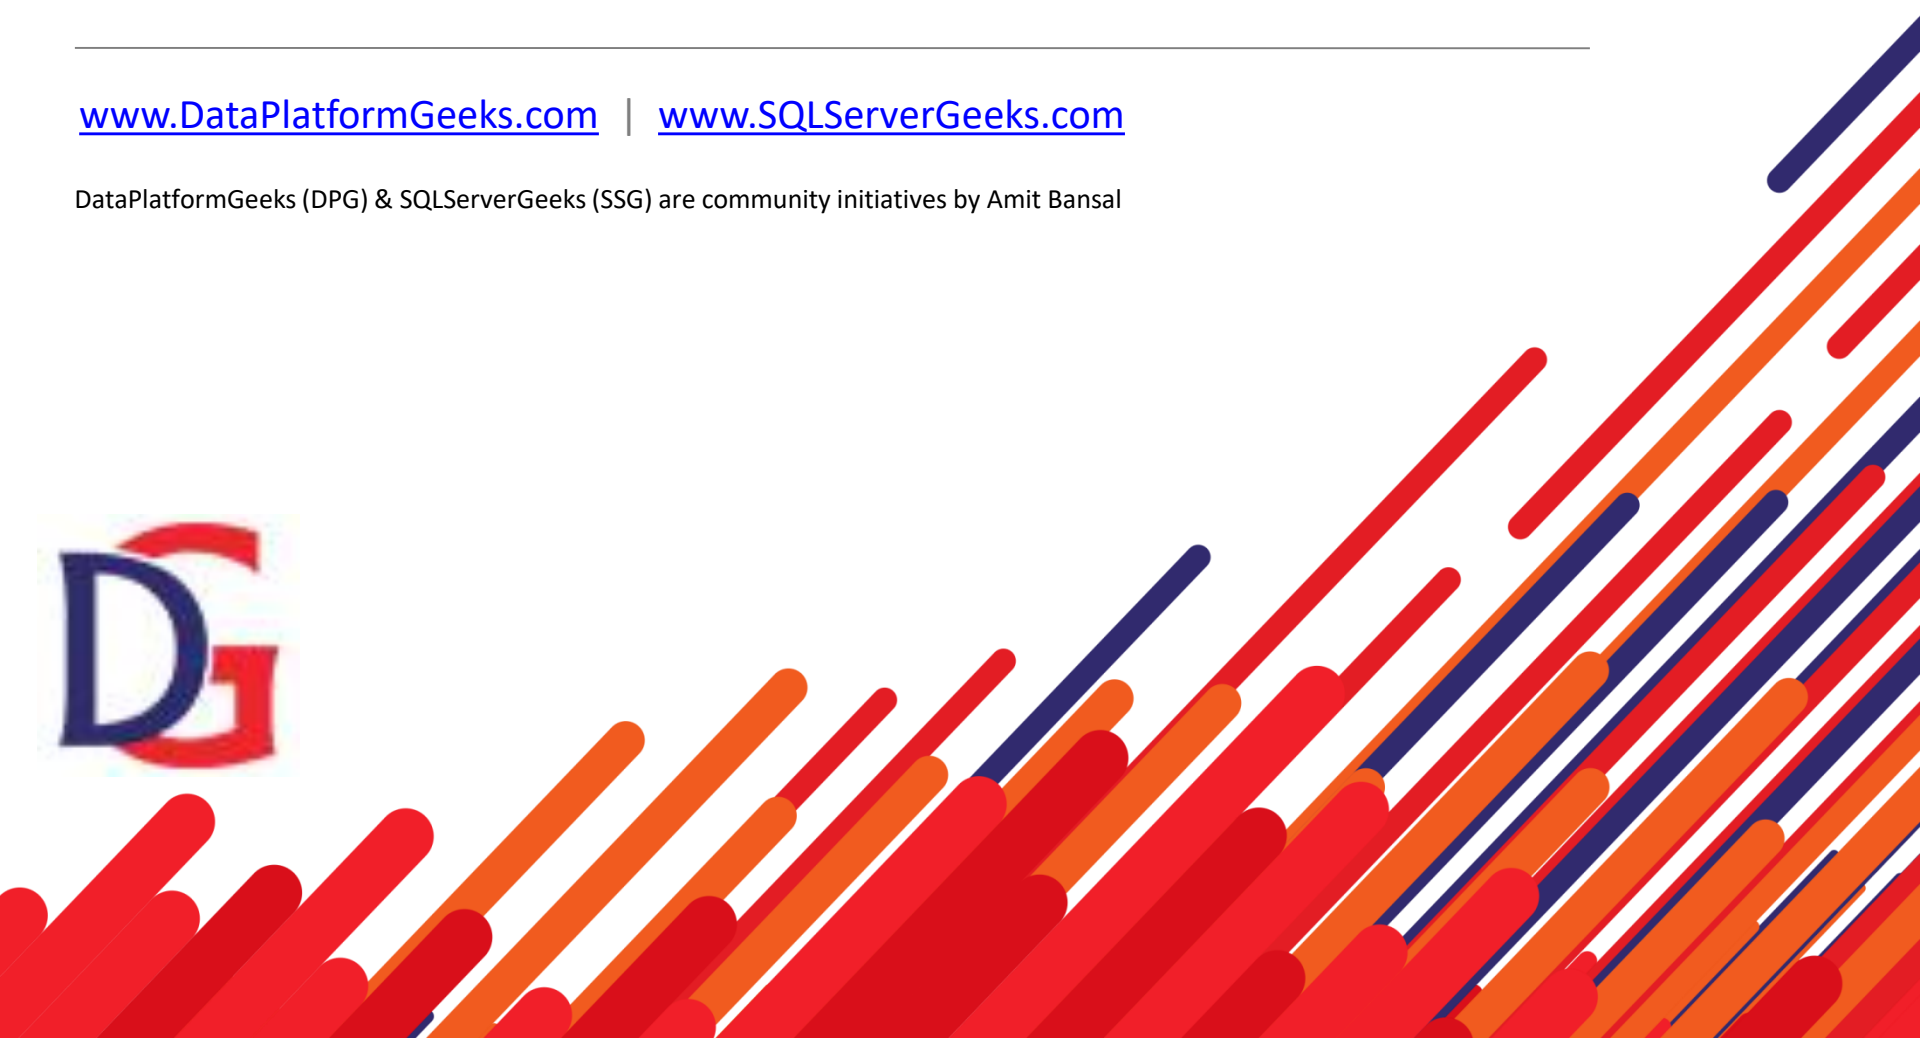 www.DataPlatformGeeks.com | www.SQLServerGeeks.com
DataPlatformGeeks (DPG) & SQLServerGeeks (SSG) are community initiatives by Amit Bansal
DG